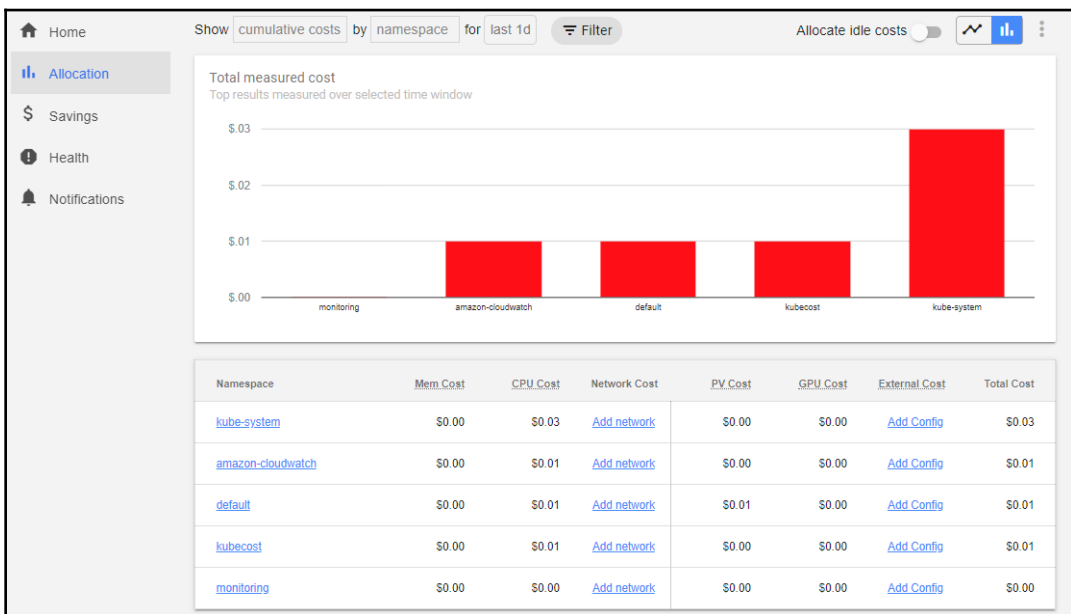 Home
Allocation
Savings
Health
Notifications
Show cumulative costs by namespace for last 1d Filter Allocate idle costs
Total measured cost
Top results measured over selected time window
$.03
$.02
$.01
$.00
monitoring amazon-cloudwatch default kubecost kube-system
Namespace Mem Cost CPU Cost Network Cost PV Cost GPU Cost External Cost Total Cost
kube-system $0.00 $0.03 Add network $0.00 $0.00 Add Config $0.03
amazon-cloudwatch $0.00 $0.01 Add network $0.00 $0.00 Add Config $0.01
default $0.00 $0.01 Add network $0.01 $0.00 Add Config $0.01
kubecost $0.00 $0.01 Add network $0.00 $0.00 Add Config $0.01
monitoring $0.00 $0.00 Add network $0.00 $0.00 Add Config $0.00